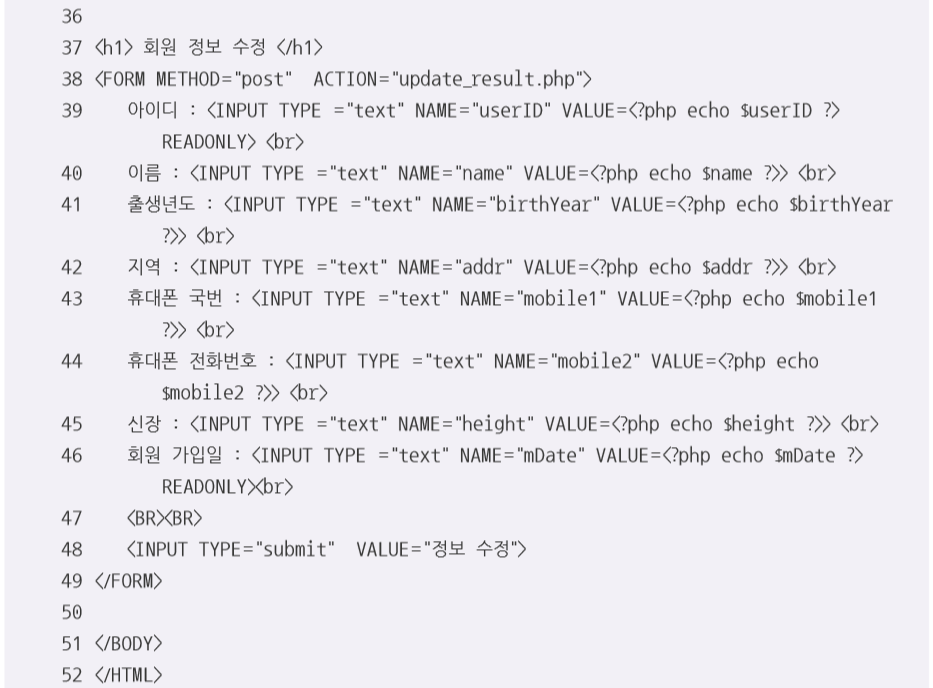 36
37 <h1> 회원 정보 수정 </h1>
38 <FORM METHOD="post"  ACTION="update_result.php">
39     아이디 : <INPUT TYPE ="text" NAME="userID" VALUE=<?php echo $userID ?>
READONLY> <br>
40     이름 : <INPUT TYPE ="text" NAME="name" VALUE=<?php echo $name ?>> <br>
41     출생년도 : <INPUT TYPE ="text" NAME="birthYear" VALUE=<?php echo $birthYear
?>> <br>
42     지역 : <INPUT TYPE ="text" NAME="addr" VALUE=<?php echo $addr ?>> <br>
43     휴대폰 국번 : <INPUT TYPE ="text" NAME="mobile1" VALUE=<?php echo $mobile1
?>> <br>
44     휴대폰 전화번호 : <INPUT TYPE ="text" NAME="mobile2" VALUE=<?php echo
$mobile2 ?>> <br>
45     신장 : <INPUT TYPE ="text" NAME="height" VALUE=<?php echo $height ?>> <br>
46     회원 가입일 : <INPUT TYPE ="text" NAME="mDate" VALUE=<?php echo $mDate ?>
READONLY><br>
47     <BR><BR>
48     <INPUT TYPE="submit"  VALUE="정보 수정">
49 </FORM>
50
51 </BODY>
52 </HTML>